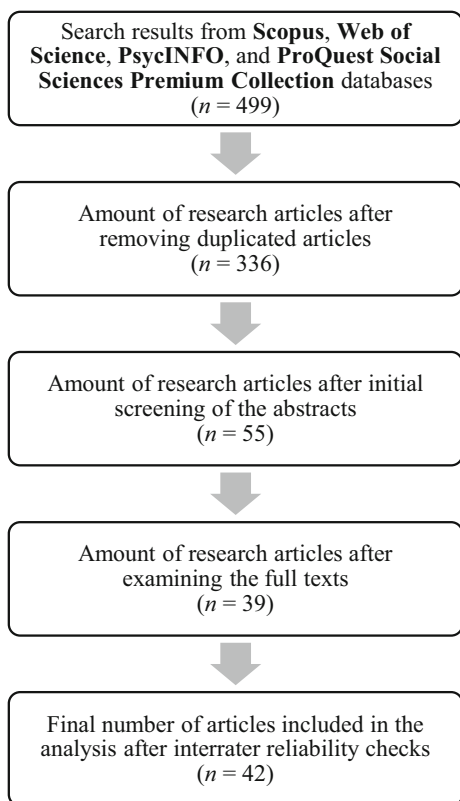 Search results from Scopus, Web of
Science, PsycINFO, and ProQuest Social
Sciences Premium Collection databases
(n = 499)
Amount of research articles after
removing duplicated articles
(n = 336)
Amount of research articles after initial
screening of the abstracts
(n = 55)
Amount of research articles after
examining the full texts
(n = 39)
Final number of articles included in the
analysis after interrater reliability checks
(n = 42)